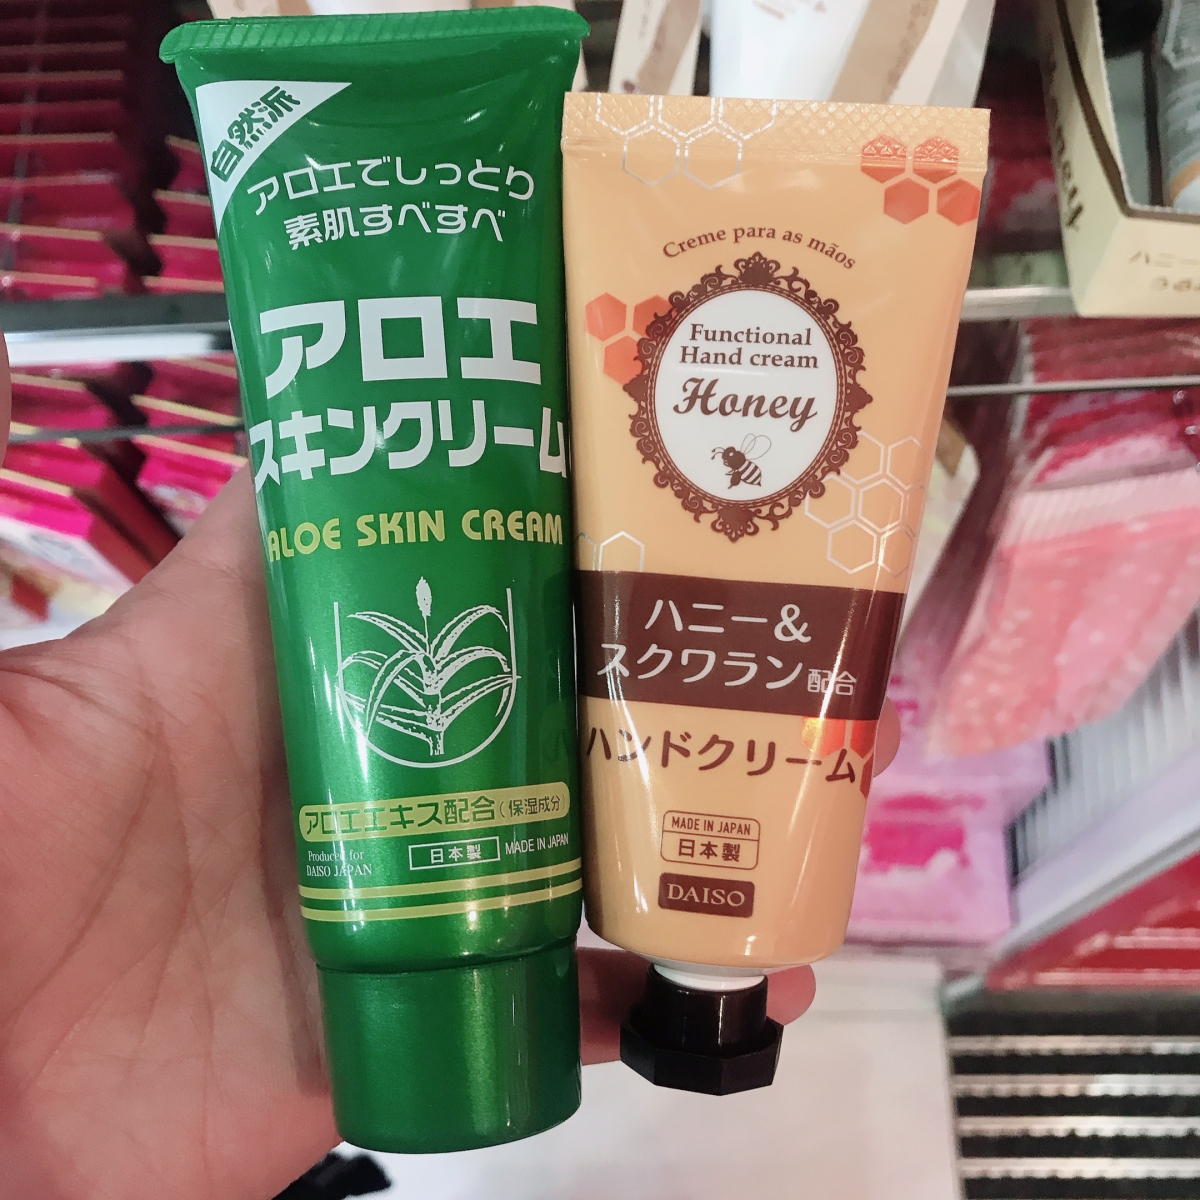 自然派
アロエでしっとり
素肌すべすべ
アロエ
スキンクリーム
ALOE SKIN CREAM
アロエエキス配合(保湿成分)
Produced for
DAISO JAPAN
日本製 MADE IN JAPAN
Creme para as mãos
Functional
Hand cream
Honey
ハニー&
スクワラン配合
ハンドクリーム
MADE IN JAPAN
日本製
DAISO